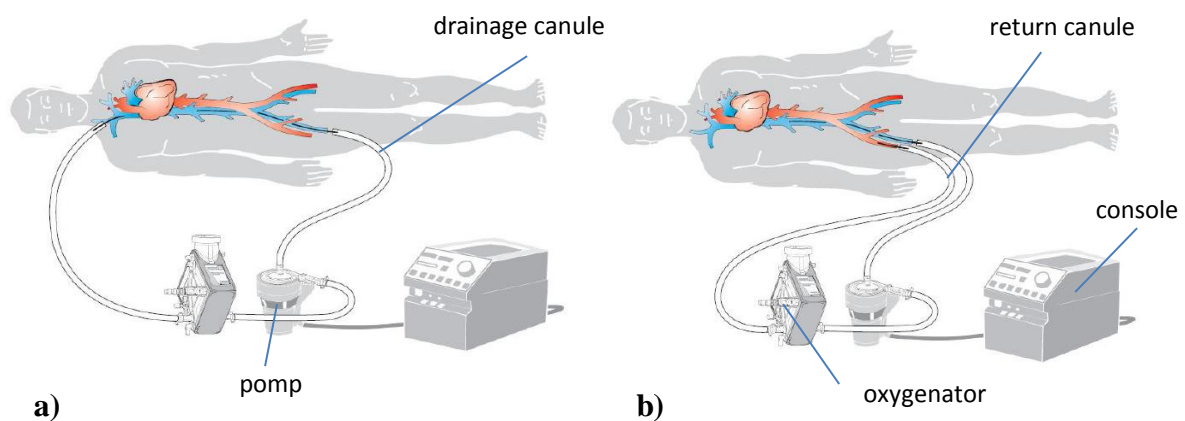 drainage canule
return canule
console
pomp
oxygenator
a)
b)